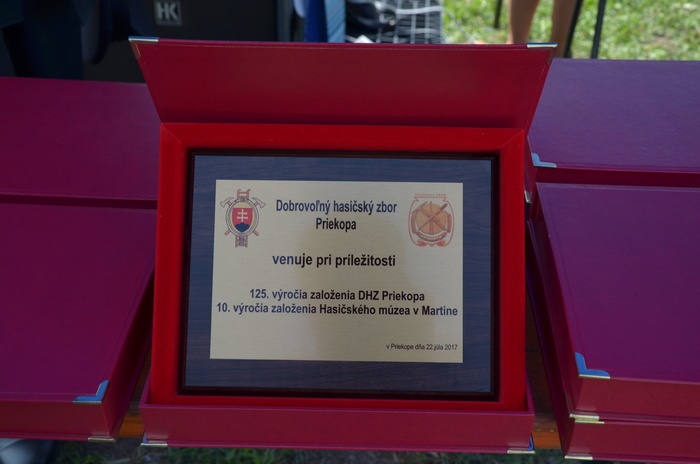 HK
Dobrovoľný hasičský zbor
Priekopa
venuje pri príležitosti
125. výročia založenia DHZ Priekopa
10. výročia založenia Hasičského múzea v Martine
v Priekope dňa 22.júla 2017